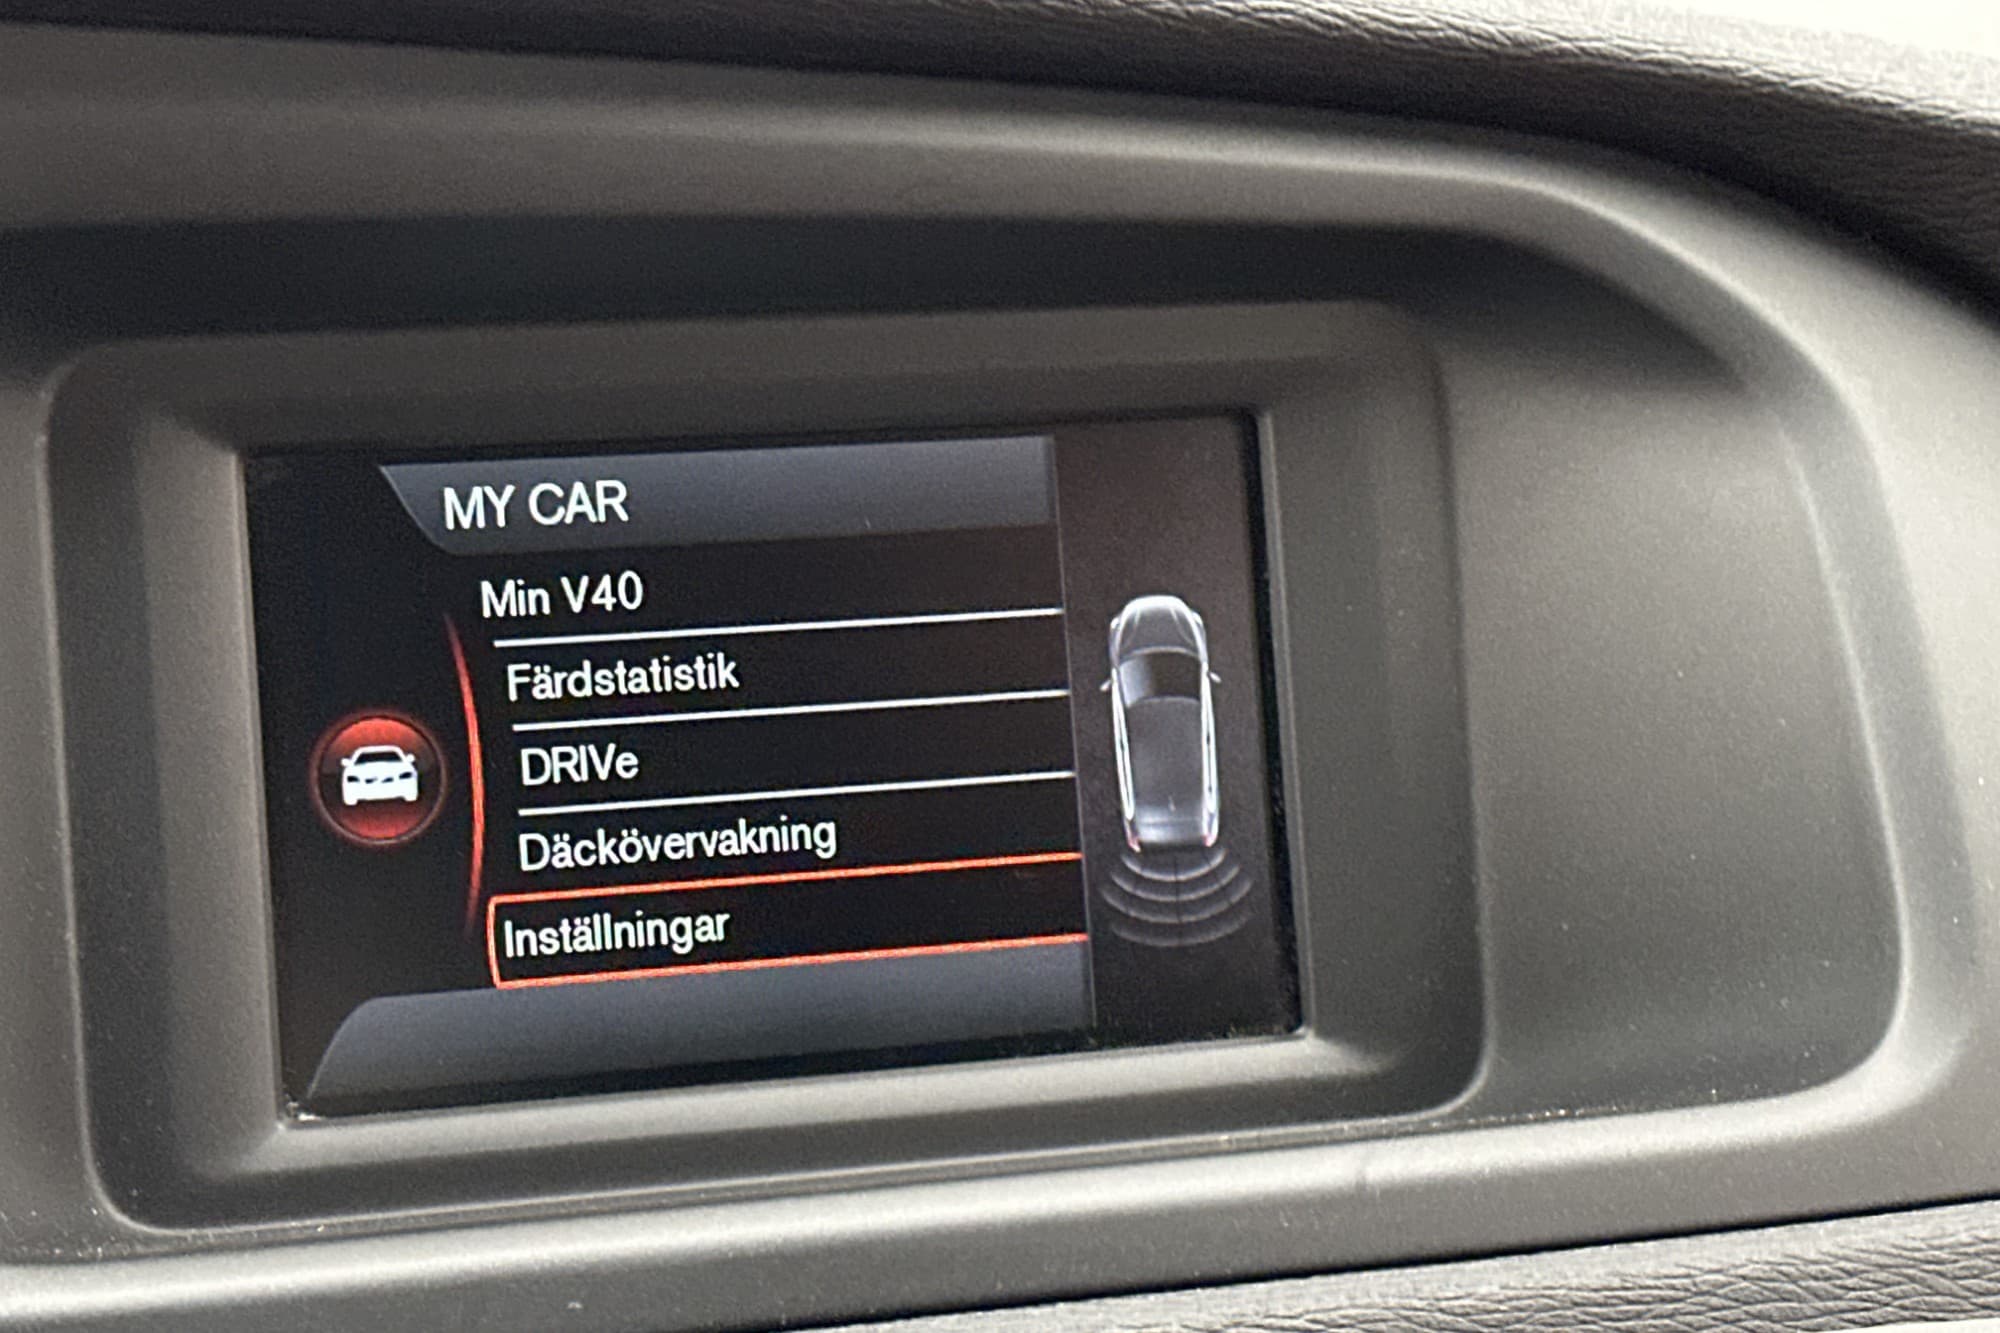 MY CAR
Min V40
Färdstatistik
DRIVe
Däckövervakning
Inställningar